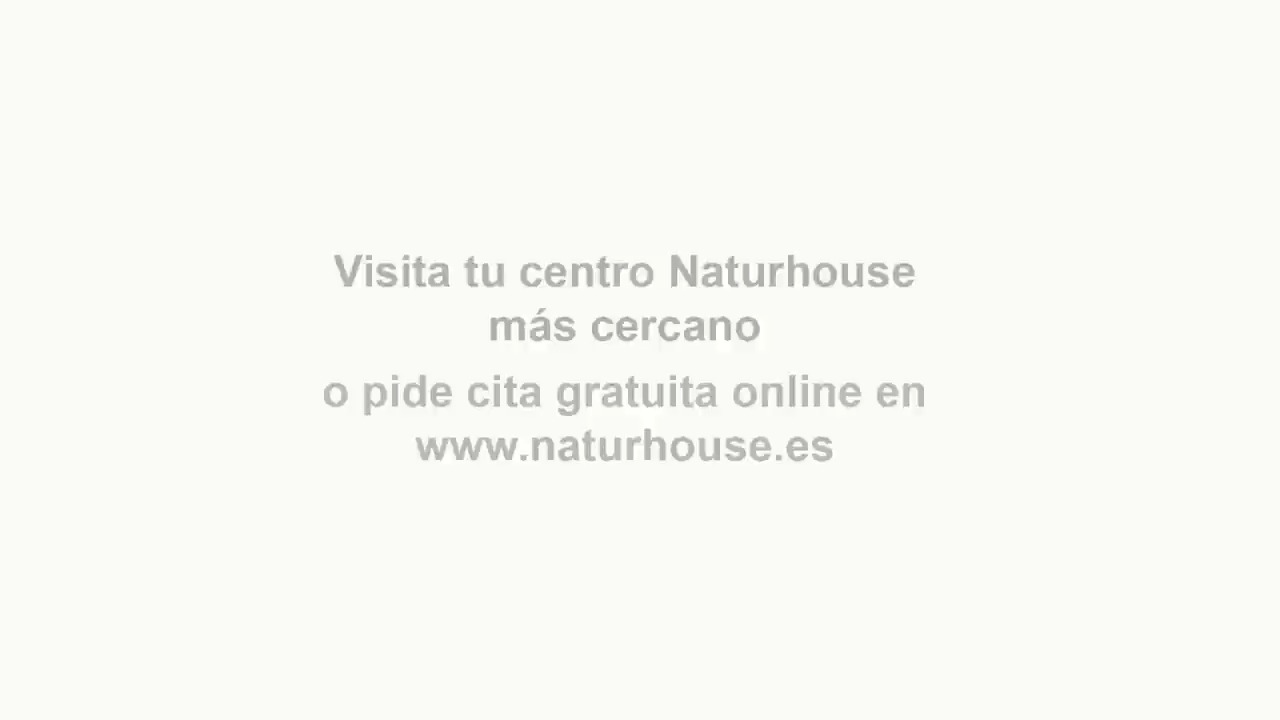 Visita tu centro Naturhouse
más cercano
o pide cita gratuita online en
www.naturhouse.es